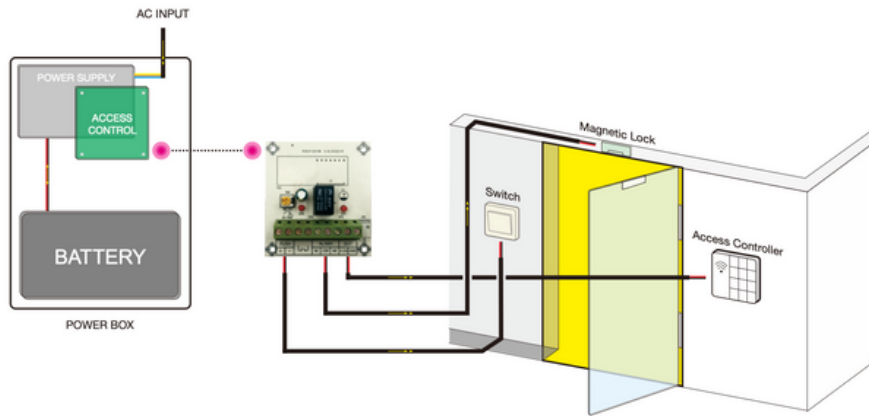 AC INPUT
POWER SUPPLY
ACCESS
CONTROL
BATTERY
POWER BOX
Magnetic Lock
Switch
Access Controller